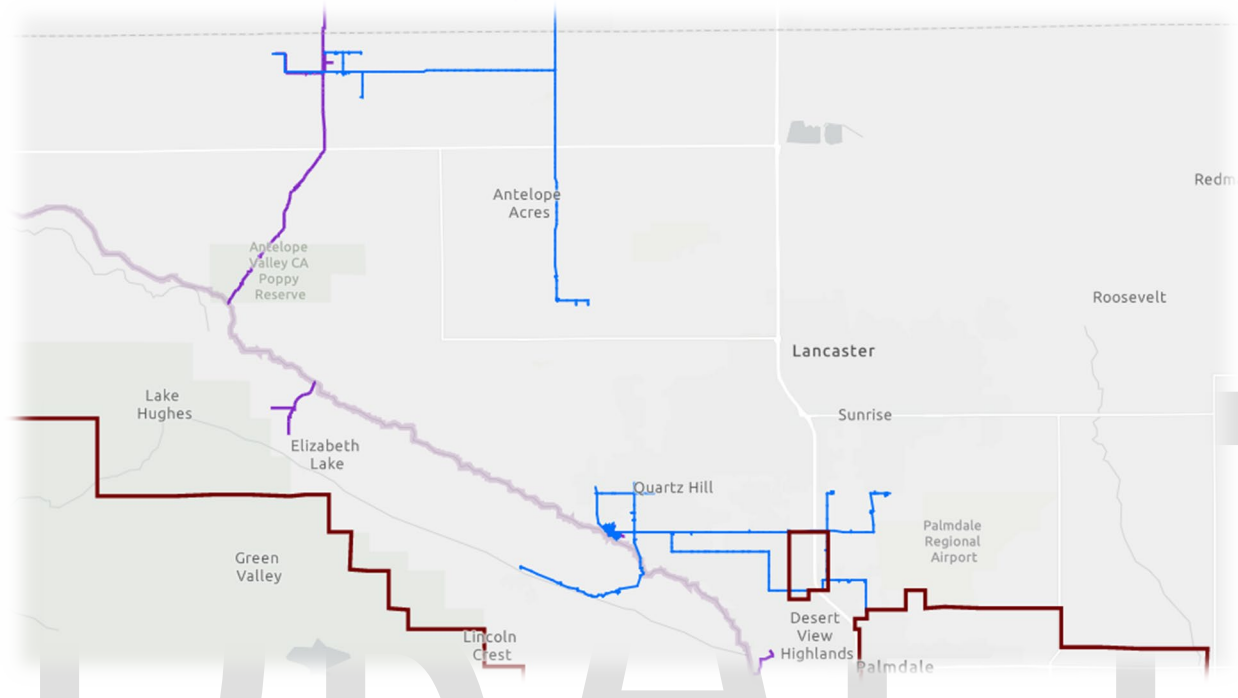 Antelope
Acres
Redm
Antelope
Valley CA
Poppy
Reserve
Roosevelt
Lancaster
Lake
Hughes
Sunrise
Elizabeth
Lake
Quartz Hill
Palmdale
Regional
Airport
Green
Valley
Desert
View
Highlands
Lincoln
Crest
Palmdale